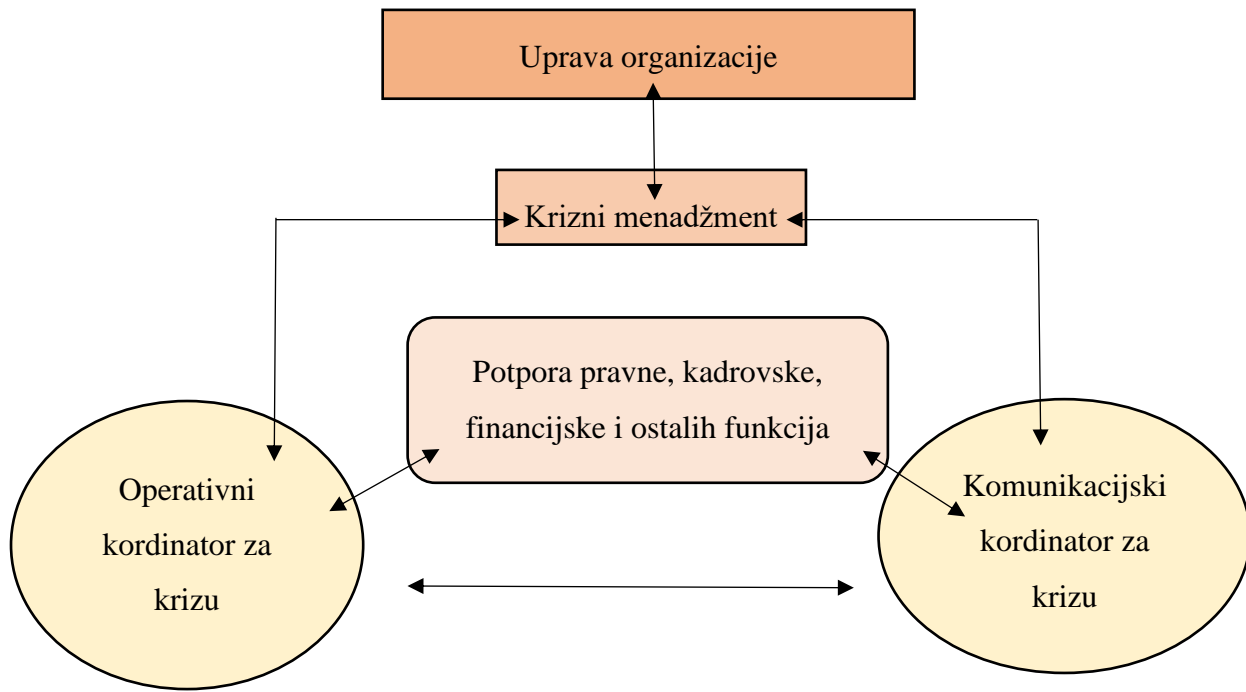 Uprava organizacije
Krizni menadžment
Potpora pravne, kadrovske,
financijske i ostalih funkcija
Operativni
kordinator za
krizu
Komunikacijski
kordinator za
krizu